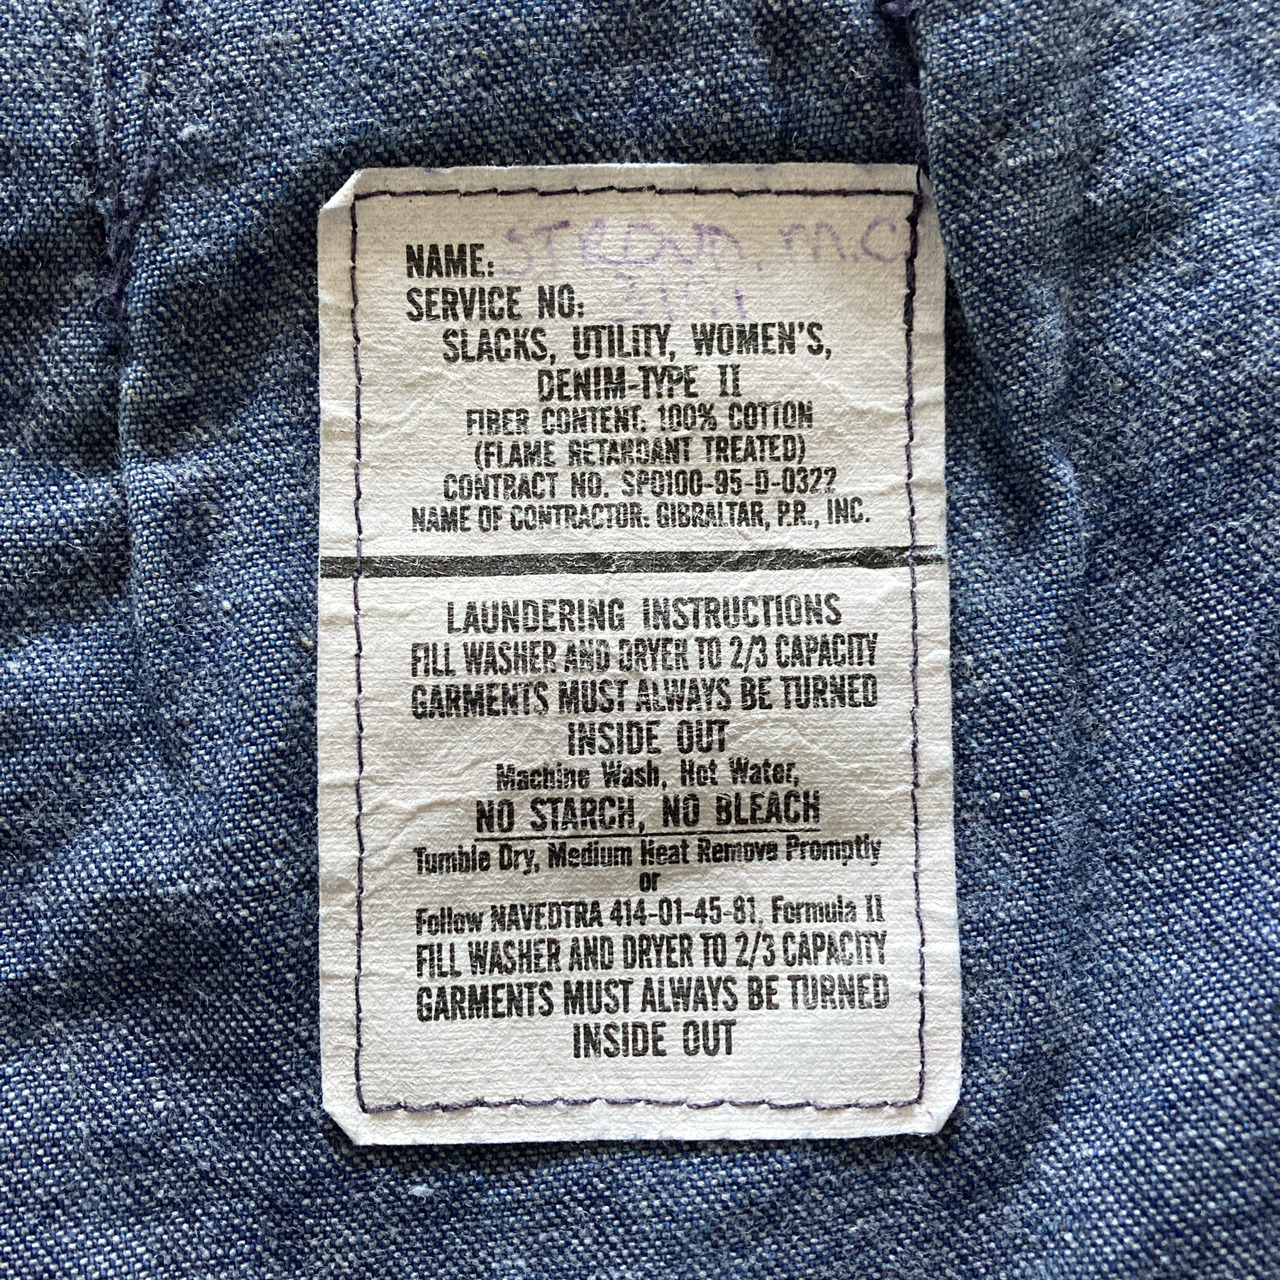 NAME: M.C
SERVICE NO:
SLACKS, UTILITY, WOMEN'S,
DENIM-TYPE II
FIBER CONTENT: 100% COTTON
(FLAME RETARDANT TREATED)
CONTRACT NO. SP0100-95-D-0322
NAME OF CONTRACTOR: GIBRALTAR, P.R., INC.
LAUNDERING INSTRUCTIONS
FILL WASHER AND DRYER TO 2/3 CAPACITY
GARMENTS MUST ALWAYS BE TURNED
INSIDE OUT
Machine Wash, Hot Water,
NO STARCH, NO BLEACH
Tumble Dry, Medium Heat Remove Promptly
or
Follow NAVEDTRA 414-01-45-81, Formula II
FILL WASHER AND DRYER TO 2/3 CAPACITY
GARMENTS MUST ALWAYS BE TURNED
INSIDE OUT